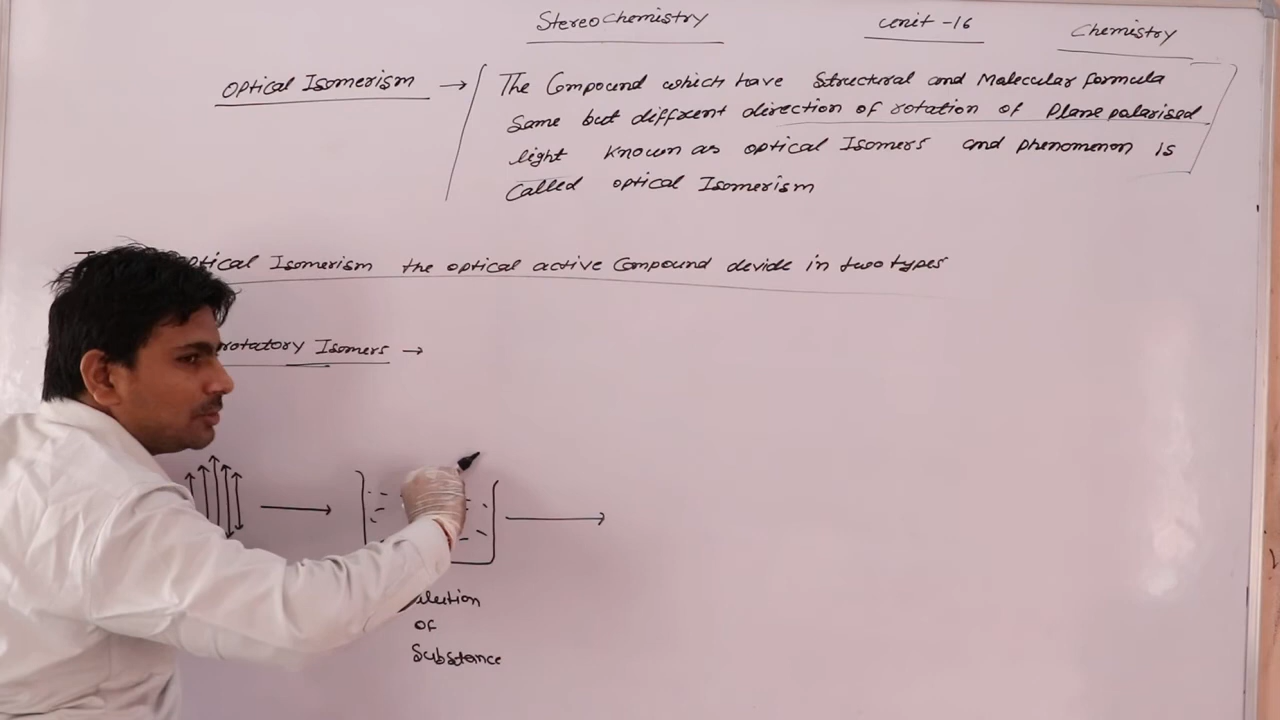 StereoChemistry
Unit -16
Chemistry
Optical Isomerism → The Compound which have Structural and Molecular formula
Same but diffrent direction of rotation of Plane polarised
light known as optical Isomers and phenomenon is
Called optical Isomerism
optical Isomerism the optical active Compound devide in two types
rotatory Isomers →
of
Substance